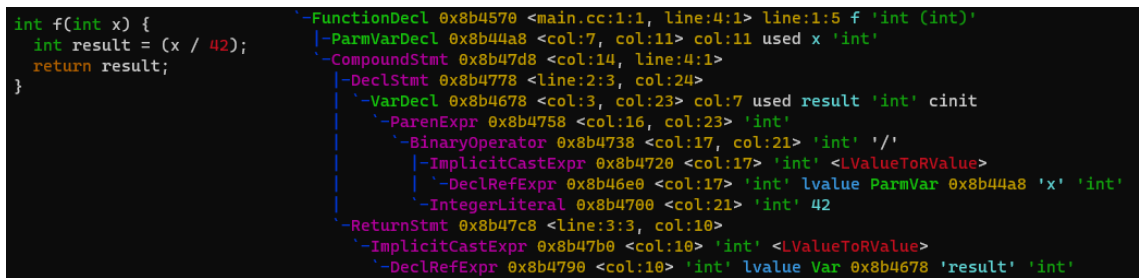 int f(int x) {
  int result = (x / 42);
  return result;
}
`-FunctionDecl 0x8b4570 <main.cc:1:1, line:4:1> line:1:5 f 'int (int)'
  |-ParmVarDecl 0x8b44a8 <col:7, col:11> col:11 used x 'int'
  `-CompoundStmt 0x8b47d8 <col:14, line:4:1>
    |-DeclStmt 0x8b4778 <line:2:3, col:24>
    | `-VarDecl 0x8b4678 <col:3, col:23> col:7 used result 'int' cinit
    |   `-ParenExpr 0x8b4758 <col:16, col:23> 'int'
    |     `-BinaryOperator 0x8b4738 <col:17, col:21> 'int' '/'
    |       |-ImplicitCastExpr 0x8b4720 <col:17> 'int' <LValueToRValue>
    |       | `-DeclRefExpr 0x8b46e0 <col:17> 'int' lvalue ParmVar 0x8b44a8 'x' 'int'
    |       `-IntegerLiteral 0x8b4700 <col:21> 'int' 42
    `-ReturnStmt 0x8b47c8 <line:3:3, col:10>
      `-ImplicitCastExpr 0x8b47b0 <col:10> 'int' <LValueToRValue>
        `-DeclRefExpr 0x8b4790 <col:10> 'int' lvalue Var 0x8b4678 'result' 'int'